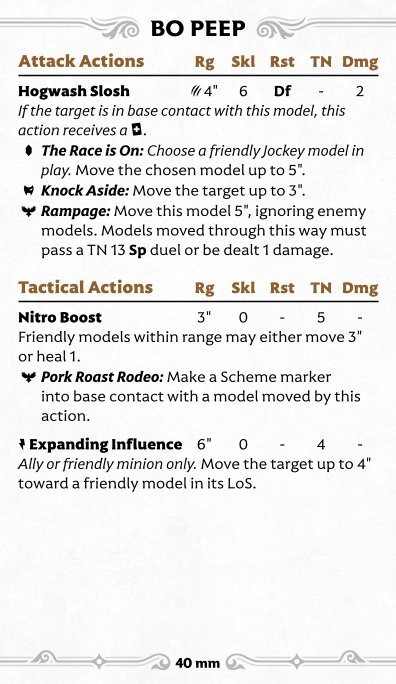 BO PEEP
Attack Actions Rg Skl Rst TN Dmg
Hogwash Slosh 4" 6 Df - 2
If the target is in base contact with this model, this
action receives a .
The Race is On: Choose a friendly Jockey model in
play. Move the chosen model up to 5".
Knock Aside: Move the target up to 3".
Rampage: Move this model 5", ignoring enemy
models. Models moved through this way must
pass a TN 13 Sp duel or be dealt 1 damage.
Tactical Actions Rg Skl Rst TN Dmg
Nitro Boost 3" 0 - 5 -
Friendly models within range may either move 3"
or heal 1.
Pork Roast Rodeo: Make a Scheme marker
into base contact with a model moved by this
action.
Expanding Influence 6" 0 - 4 -
Ally or friendly minion only. Move the target up to 4"
toward a friendly model in its LoS.
40 mm